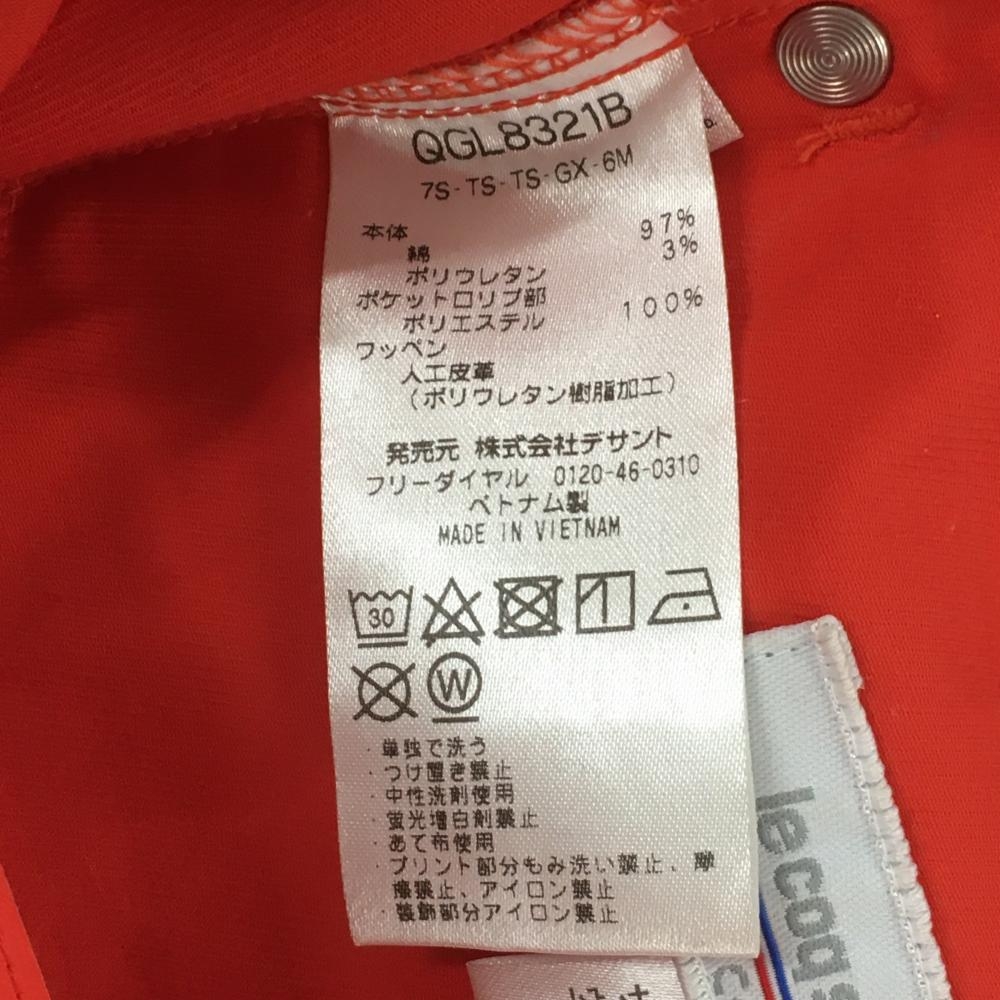 QGL8321B
7S-TS-TS-GX-6M
本体
綿 97%
ポリウレタン 3%
ポケット口リブ部
ポリエステル 100%
ワッペン
人工皮革
(ポリウレタン樹脂加工)
発売元 株式会社デサント
フリーダイヤル 0120-46-0310
ベトナム製
MADE IN VIETNAM
30
W
・単独で洗う
・つけ置き禁止
・中性洗剤使用
・蛍光増白剤禁止
・あて布使用
・プリント部分もみ洗い禁止、摩
擦禁止、アイロン禁止
・装飾部分アイロン禁止
lecoq